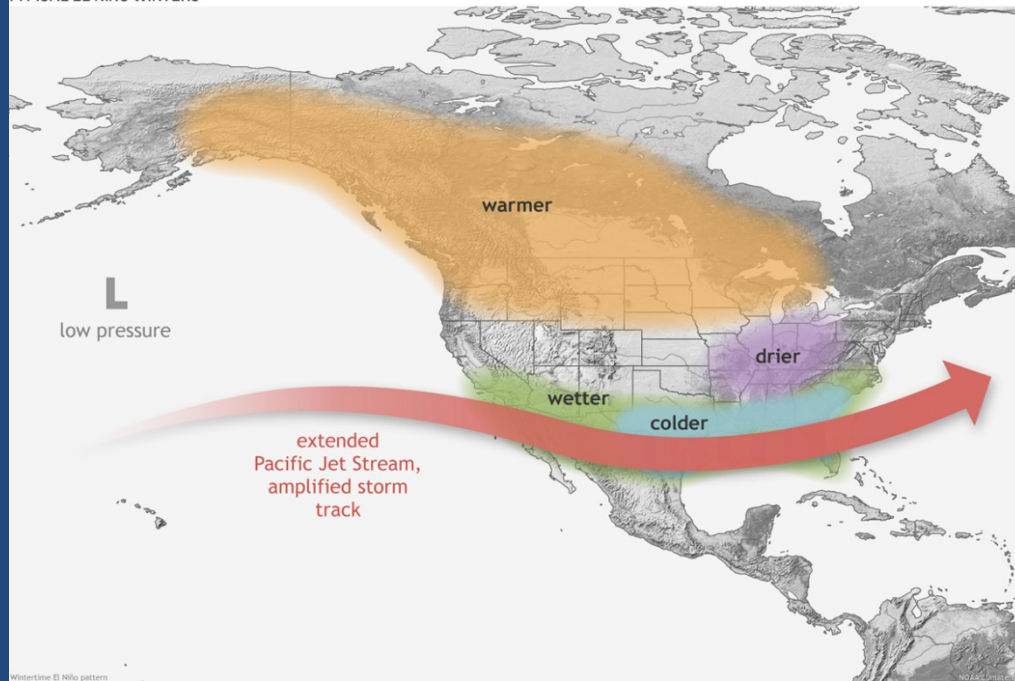 warmer
L
low pressure
drier
wetter
colder
extended
Pacific Jet Stream,
amplified storm
track
Wintertime El Niño pattern